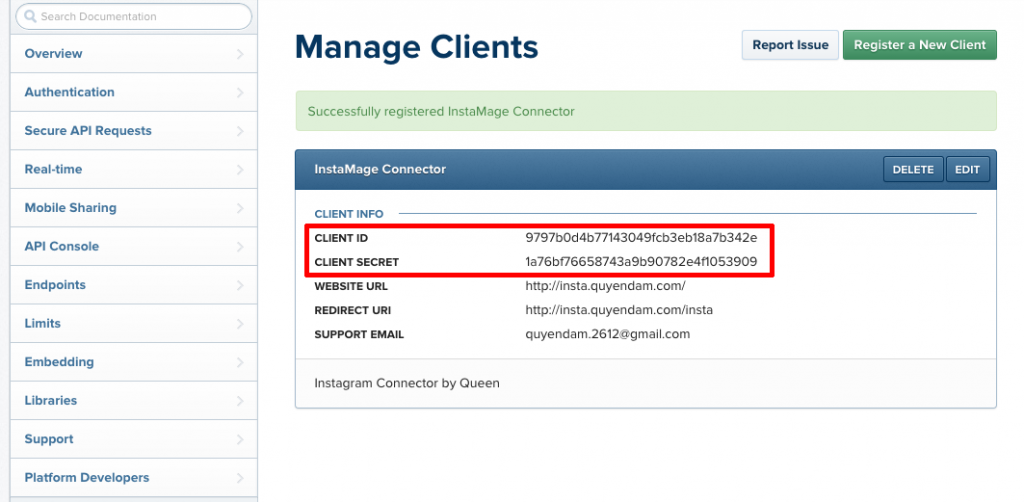 Search Documentation
Overview
Authentication
Secure API Requests
Real-time
Mobile Sharing
API Console
Endpoints
Limits
Embedding
Libraries
Support
Platform Developers
Manage Clients
Report Issue
Register a New Client
Successfully registered InstaMage Connector
InstaMage Connector
DELETE
EDIT
CLIENT INFO
CLIENT ID 9797b0d4b77143049fcb3eb18a7b342e
CLIENT SECRET 1a76bf76658743a9b90782e4f1053909
WEBSITE URL http://insta.quyendam.com/
REDIRECT URI http://insta.quyendam.com/insta
SUPPORT EMAIL quyendam.2612@gmail.com
Instagram Connector by Queen